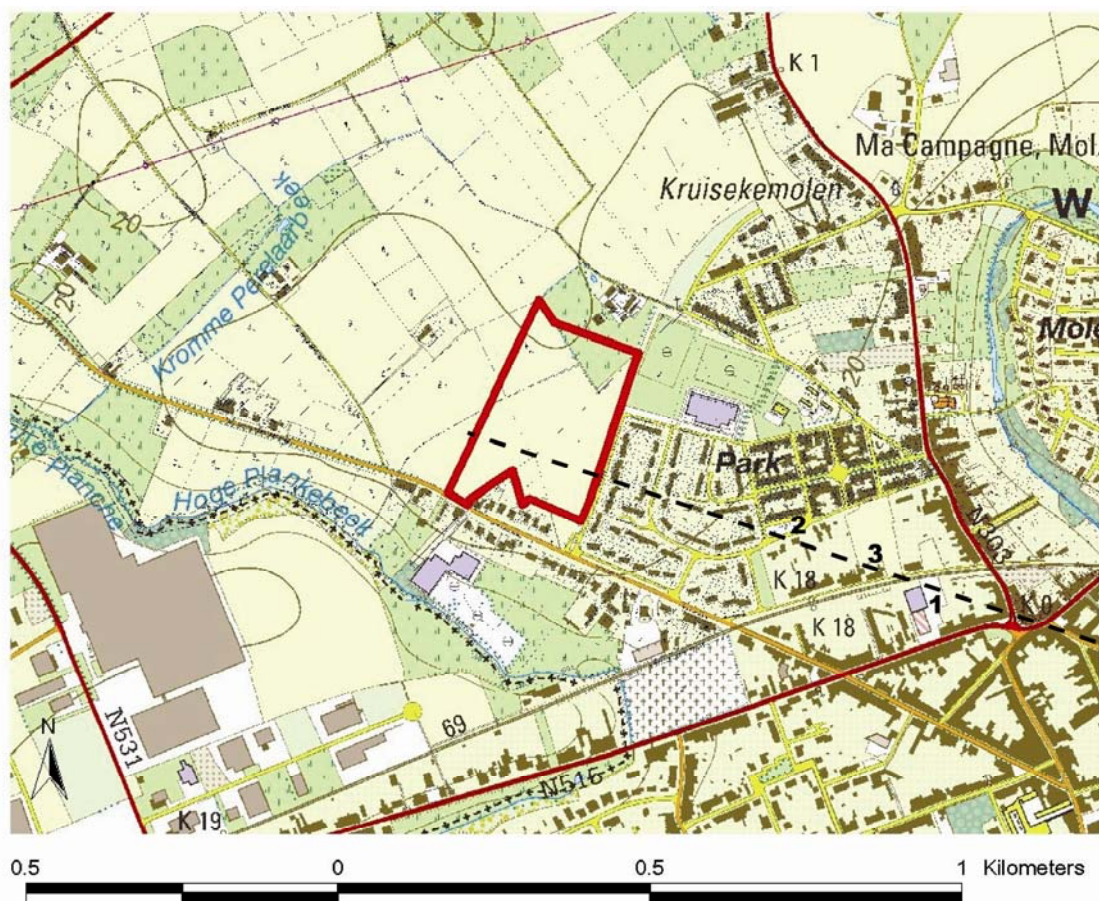 K 1
Ma Campagne, Mol.
Kruisekemolen
W
20
Kromme Perelaarbeek
20
Mole
20
Park
Hoge Plankebeek
Planche
2
3
N303
K 18
1
K 0
K 18
N
N531
69
N516
K 19
0.5 0 0.5 1 Kilometers